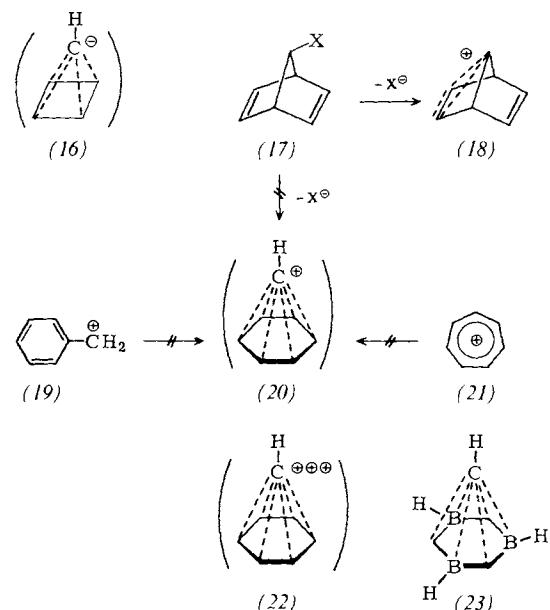 H
C ⊖
X
⊕
-X⊖
(16)
(17)
(18)
-X⊖
H
C ⊕
⊕
CH2
⊕
(19)
(20)
(21)
H
C ⊕⊕⊕
H
C
H
B
B
H
B
H
(22)
(23)